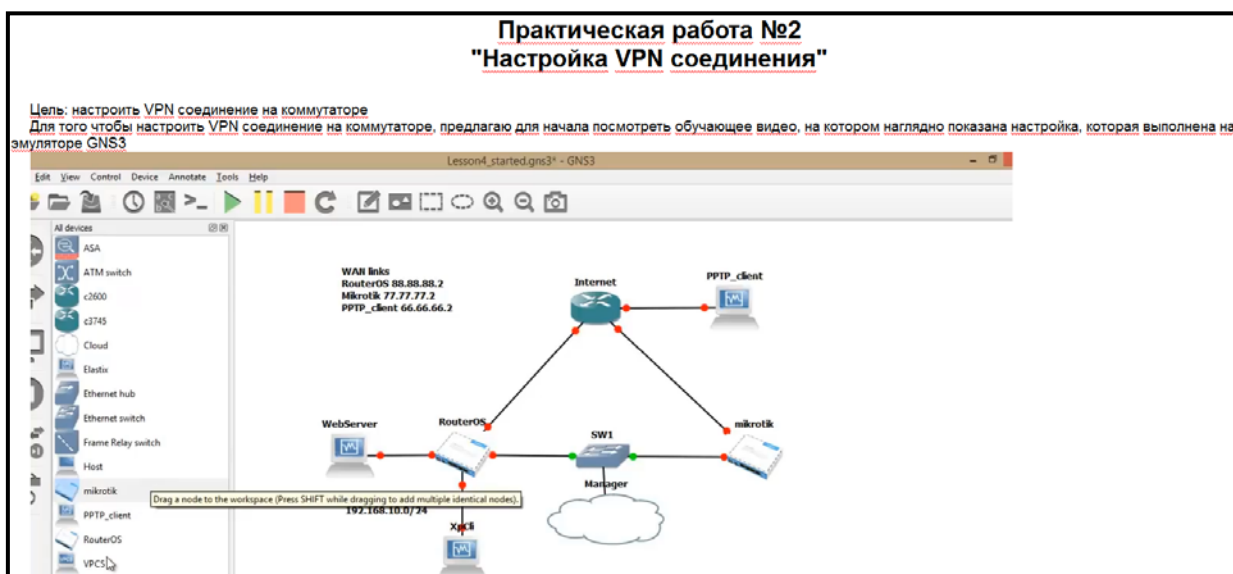 Практическая работа №2
"Настройка VPN соединения"
Цель: настроить VPN соединение на коммутаторе
Для того чтобы настроить VPN соединение на коммутаторе, предлагаю для начала посмотреть обучающее видео, на котором наглядно показана настройка, которая выполнена на
эмуляторе GNS3
Lesson4_started.gns3* - GNS3
Edit View Control Device Annotate Tools Help
All devices
ASA
ATM switch
c2600
c3745
Cloud
Elastix
Ethernet hub
Ethernet switch
Frame Relay switch
Host
mikrotik
PPTP_client
RouterOS
VPCS
Drag a node to the workspace (Press SHIFT while dragging to add multiple identical nodes).
WAN links
RouterOS 88.88.88.2
Mikrotik 77.77.77.2
PPTP_client 66.66.66.2
Internet
PPTP_client
WebServer
RouterOS
SW1
mikrotik
Manager
192.168.10.0/24
XpCli